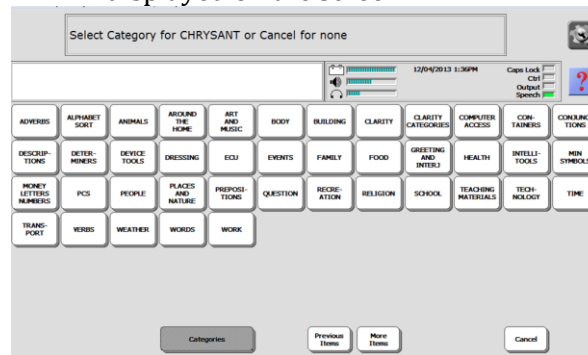 Select Category for CHRYSANT or Cancel for none
12/04/2013 1:36PM
Caps Lock
Ctrl
Output
Speech
?
ADVERBS
ALPHABET
SORT
ANIMALS
AROUND
THE
HOME
ART
AND
MUSIC
BODY
BUILDING
CLARITY
CLARITY
CATEGORIES
COMPUTER
ACCESS
CON-
TAINERS
CONJUNC
TIONS
DESCRIP-
TIONS
DETER-
MINERS
DEVICE
TOOLS
DRESSING
ECU
EVENTS
FAMILY
FOOD
GREETING
AND
INTERJ
HEALTH
INTELLI-
TOOLS
MIN
SYMBOLS
MONEY
LETTERS
NUMBERS
PCS
PEOPLE
PLACES
AND
NATURE
PREPOSI-
TIONS
QUESTION
RECRE-
ATION
RELIGION
SCHOOL
TEACHING
MATERIALS
TECH-
NOLOGY
TIME
TRANS-
PORT
VERBS
WEATHER
WORDS
WORK
Categories
Previous
Items
More
Items
Cancel